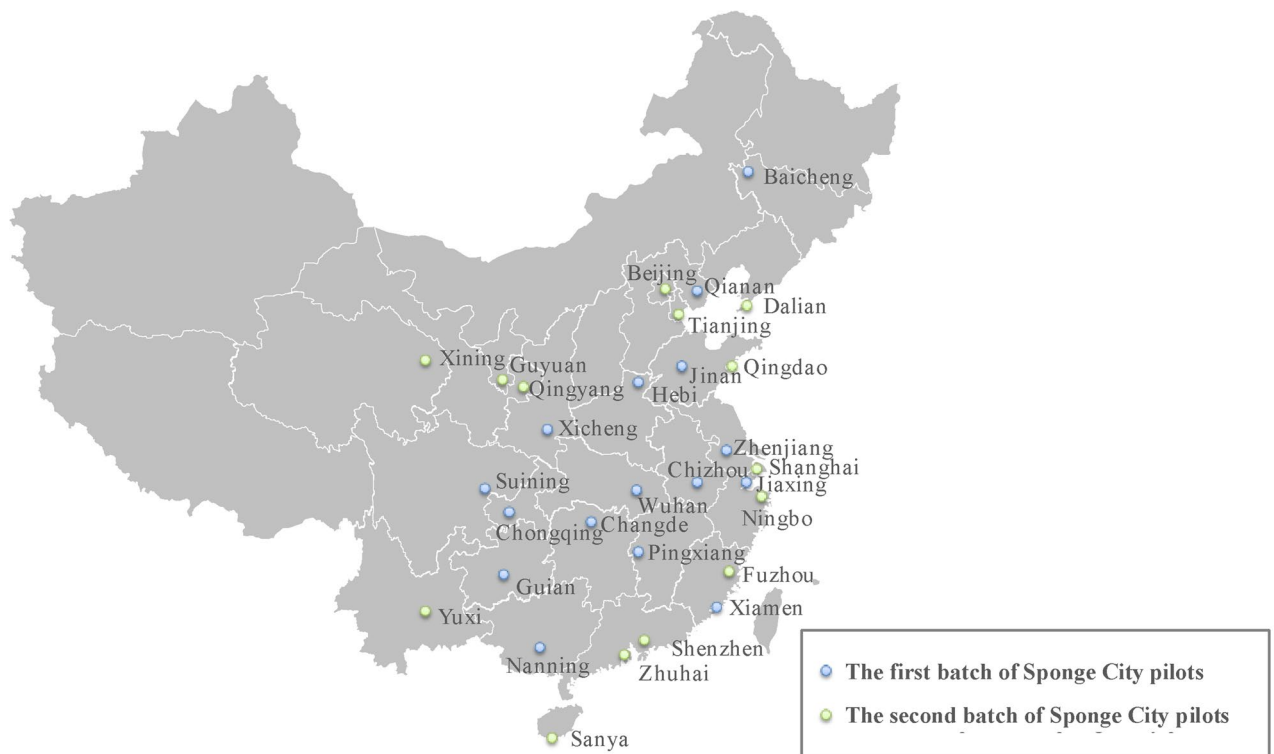 Baicheng
Beijing
Qianan
Dalian
Tianjing
Xining
Guyuan
Qingyang
Jinan
Qingdao
Hebi
Xicheng
Zhenjiang
Chizhou
Shanghai
Suining
Jiaxing
Wuhan
Ningbo
Chongqing
Changde
Pingxiang
Fuzhou
Guian
Xiamen
Yuxi
Shenzhen
Nanning
Zhuhai
Sanya
The first batch of Sponge City pilots
The second batch of Sponge City pilots